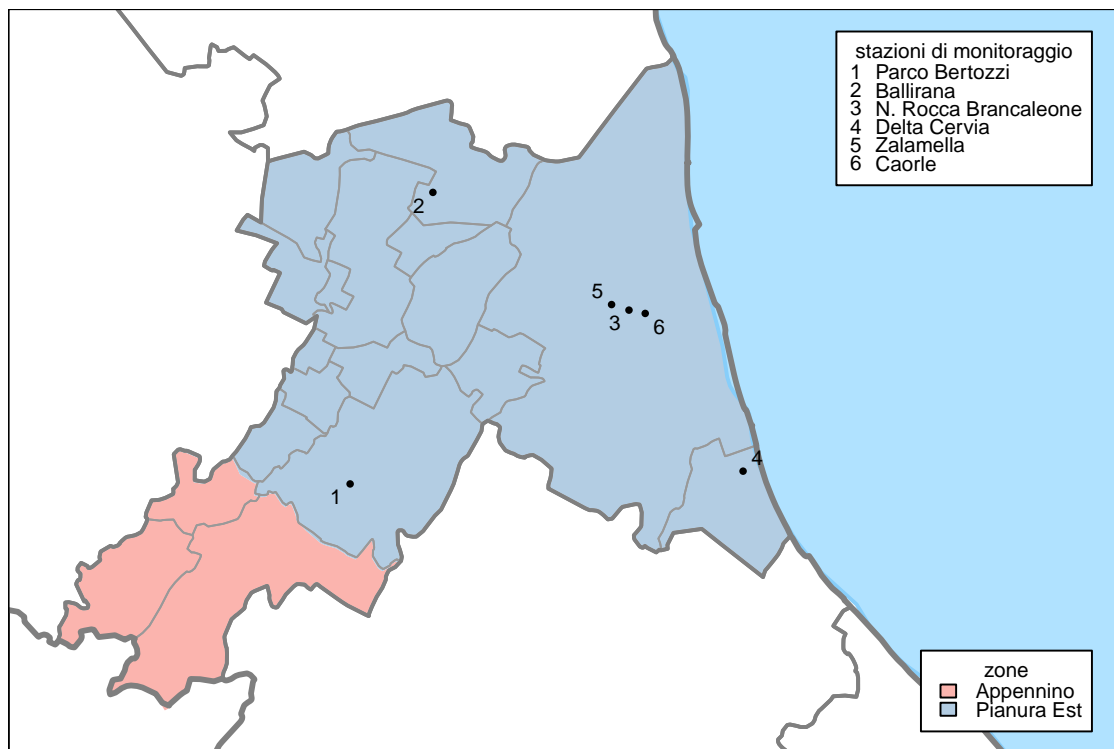 stazioni di monitoraggio
1 Parco Bertozzi
2 Ballirana
3 N. Rocca Brancaleone
4 Delta Cervia
5 Zalamella
6 Caorle
2
5
3
6
4
1
zone
Appennino
Pianura Est